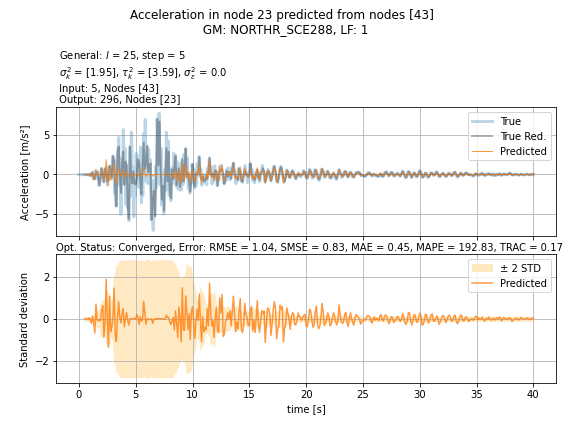 Acceleration in node 23 predicted from nodes [43]
GM: NORTHR_SCE288, LF: 1
General: l = 25, step = 5
σ²ₖ = [1.95], τ²ₖ = [3.59], σ²ε = 0.0
Input: 5, Nodes [43]
Output: 296, Nodes [23]
Acceleration [m/s²]
5
0
−5
True
True Red.
Predicted
Opt. Status: Converged, Error: RMSE = 1.04, SMSE = 0.83, MAE = 0.45, MAPE = 192.83, TRAC = 0.17
Standard deviation
2
0
−2
± 2 STD
Predicted
0 5 10 15 20 25 30 35 40
time [s]